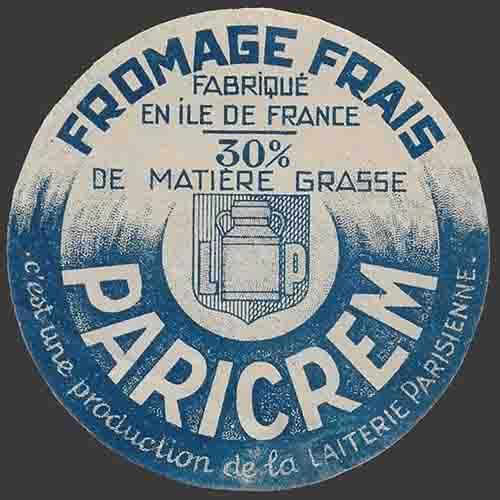 FROMAGE FRAIS
FABRIQUÉ
EN ÎLE DE FRANCE
30%
DE MATIÈRE GRASSE
L P
PARICREM
.c'est une production de la LAITERIE PARISIENNE.